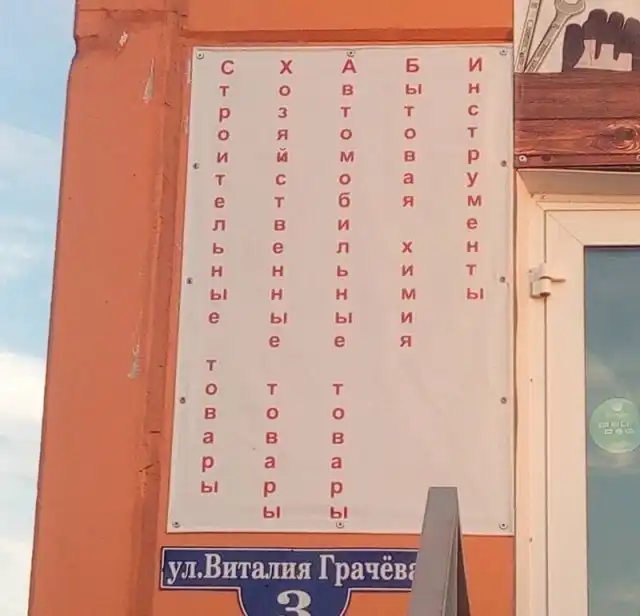 Строительные товары
Хозяйственные товары
Автомобильные товары
Бытовая химия
Инструменты
ул.Виталия Грачёва
3